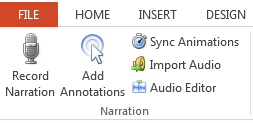 FILE HOME INSERT DESIGN
Record Narration
Add Annotations
Sync Animations
Import Audio
Audio Editor
Narration